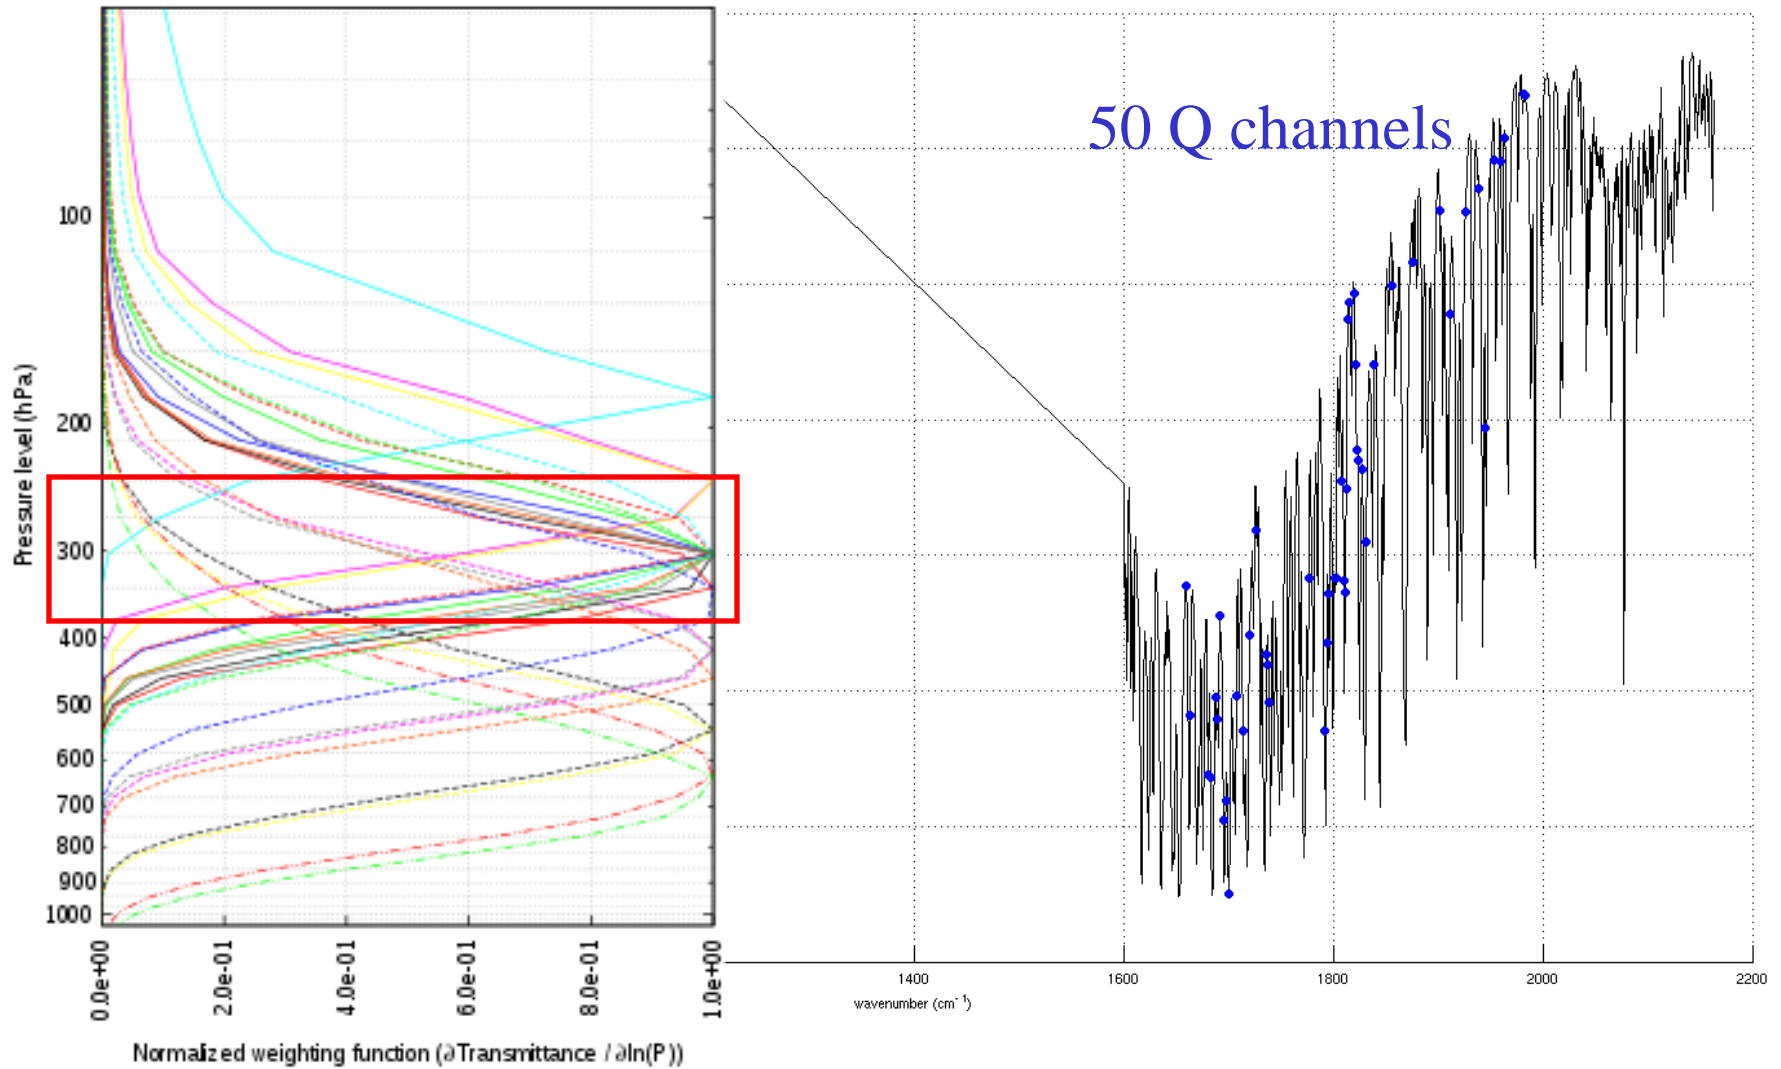 50 Q channels
Pressure level (hPa)
100
200
300
400
500
600
700
800
900
1000
0.0e+00
2.0e-01
4.0e-01
6.0e-01
8.0e-01
1.0e+00
Normalized weighting function (∂Transmittance / ∂ln(P))
1400
1600
1800
2000
2200
wavenumber (cm⁻¹)